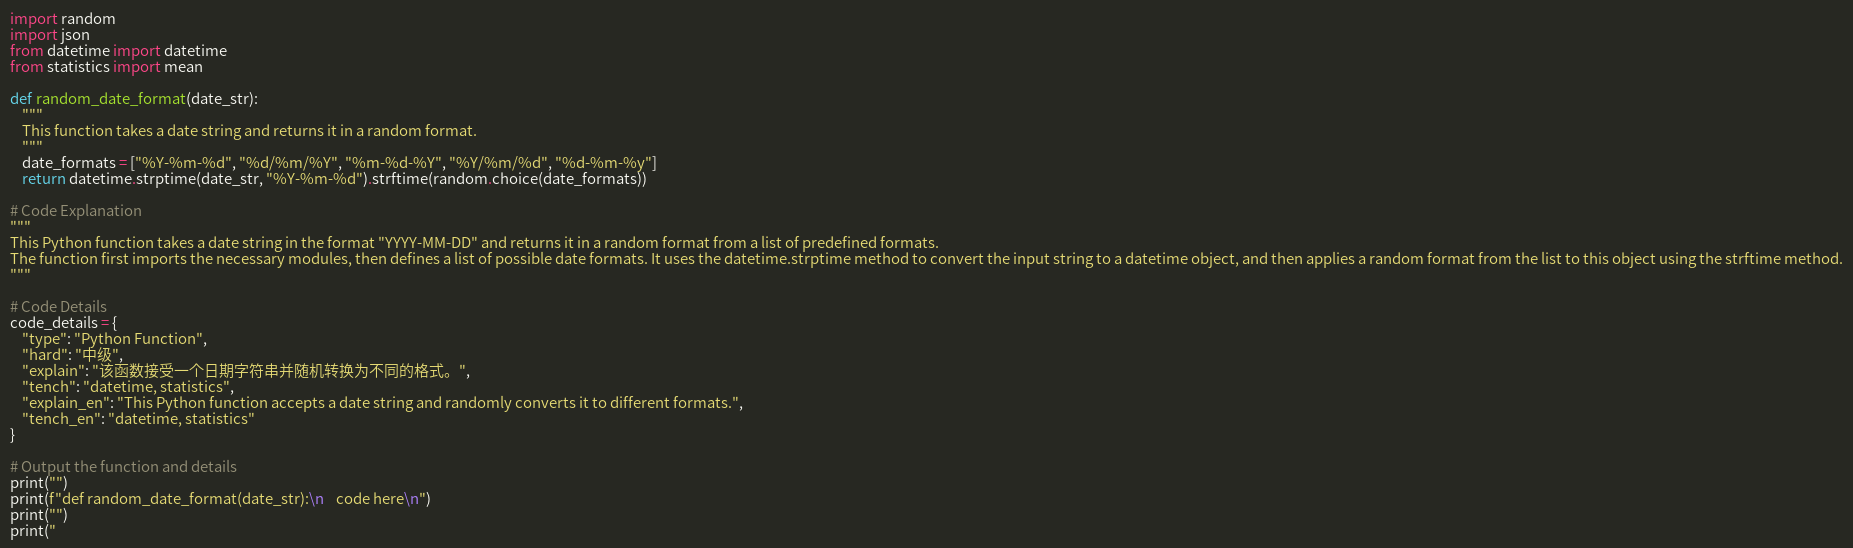 import random
import json
from datetime import datetime
from statistics import mean

def random_date_format(date_str):
    """
    This function takes a date string and returns it in a random format.
    """
    date_formats = ["%Y-%m-%d", "%d/%m/%Y", "%m-%d-%Y", "%Y/%m/%d", "%d-%m-%y"]
    return datetime.strptime(date_str, "%Y-%m-%d").strftime(random.choice(date_formats))

# Code Explanation
"""
This Python function takes a date string in the format "YYYY-MM-DD" and returns it in a random format from a list of predefined formats.
The function first imports the necessary modules, then defines a list of possible date formats. It uses the datetime.strptime method to convert the input string to a datetime object, and then applies a random format from the list to this object using the strftime method.
"""

# Code Details
code_details = {
    "type": "Python Function",
    "hard": "中级",
    "explain": "该函数接受一个日期字符串并随机转换为不同的格式。",
    "tench": "datetime, statistics",
    "explain_en": "This Python function accepts a date string and randomly converts it to different formats.",
    "tench_en": "datetime, statistics"
}

# Output the function and details
print("")
print(f"def random_date_format(date_str):\n    code here\n")
print("")
print("